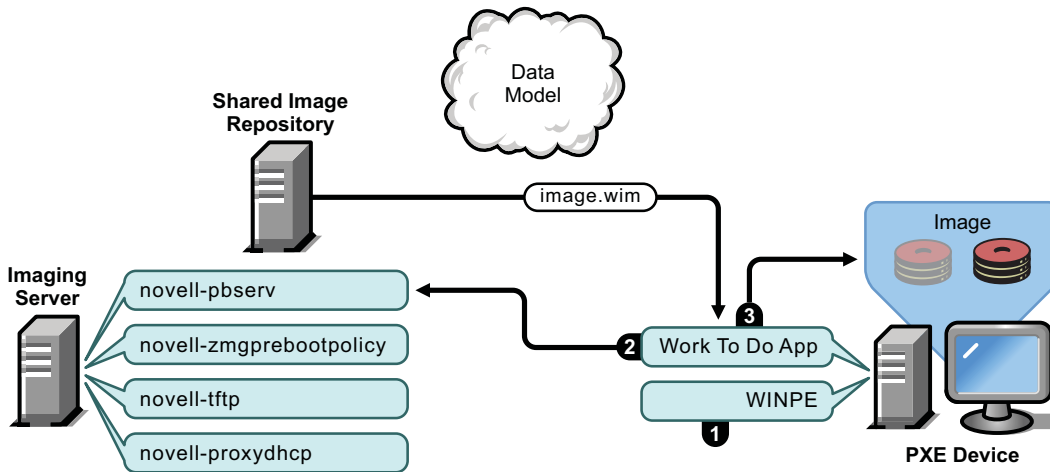 Data
Model
Shared Image
Repository
image.wim
Image
Imaging
Server
novell-pbserv
3
novell-zmgprebootpolicy
2
Work To Do App
novell-tftp
WINPE
1
novell-proxydhcp
PXE Device